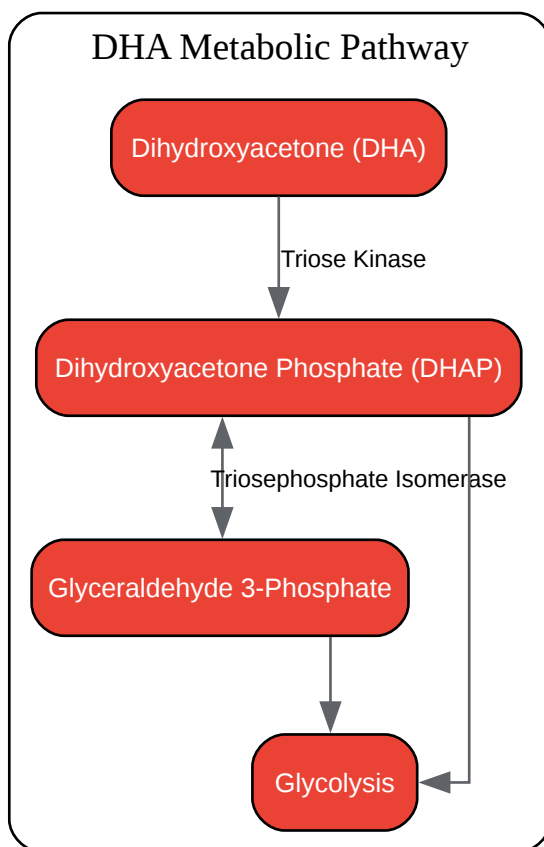 DHA Metabolic Pathway
Dihydroxyacetone (DHA)
Triose Kinase
Dihydroxyacetone Phosphate (DHAP)
Triosephosphate Isomerase
Glyceraldehyde 3-Phosphate
Glycolysis